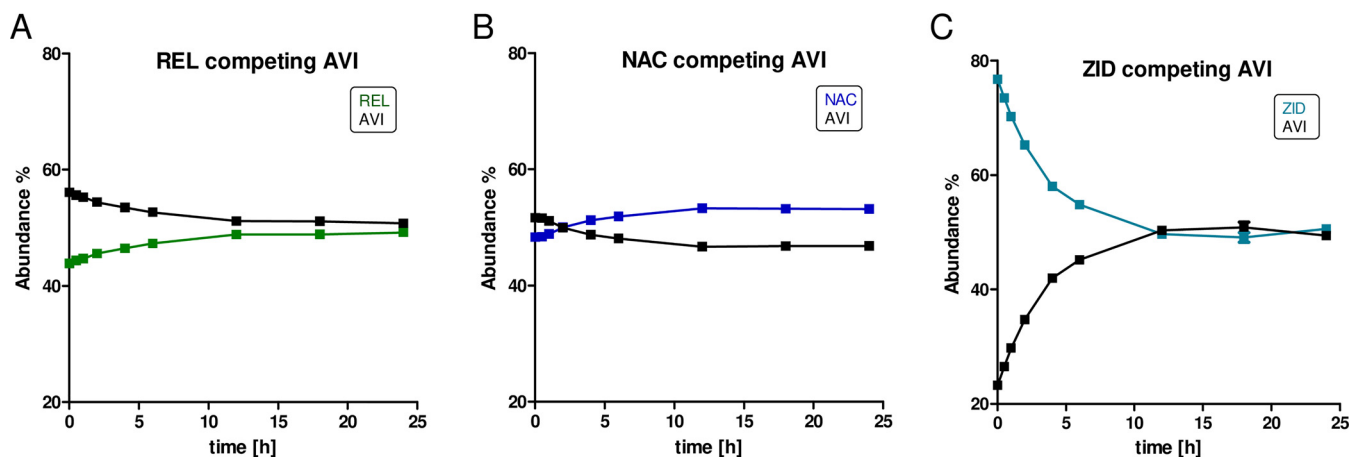 A
REL competing AVI
REL
AVI
Abundance %
80
60
40
20
0 5 10 15 20 25
time [h]
B
NAC competing AVI
NAC
AVI
Abundance %
80
60
40
20
0 5 10 15 20 25
time [h]
C
ZID competing AVI
ZID
AVI
Abundance %
80
60
40
20
0 5 10 15 20 25
time [h]